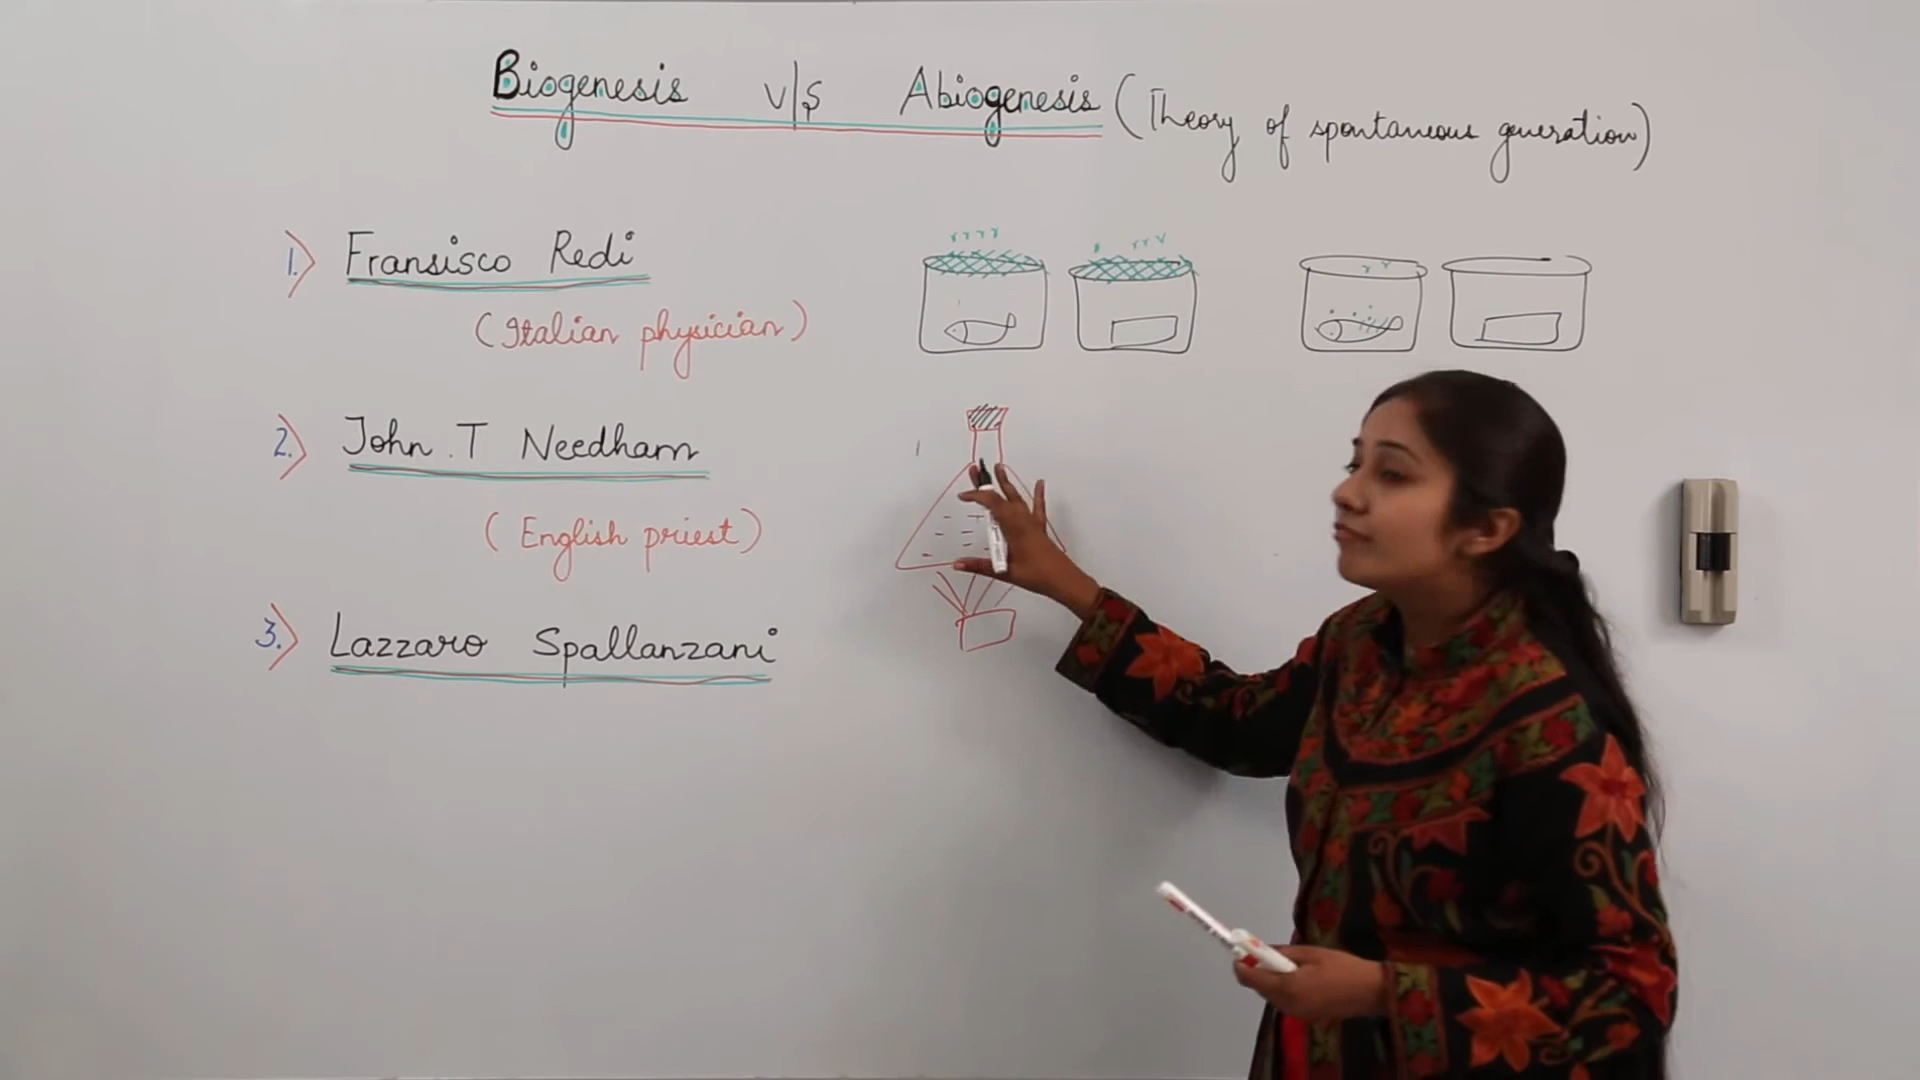 Biogenesis V/S Abiogenesis (Theory of spontaneous generation)
1. Fransisco Redi
(Italian physician)
2. John.T Needham
(English priest)
3. Lazzaro Spallanzani